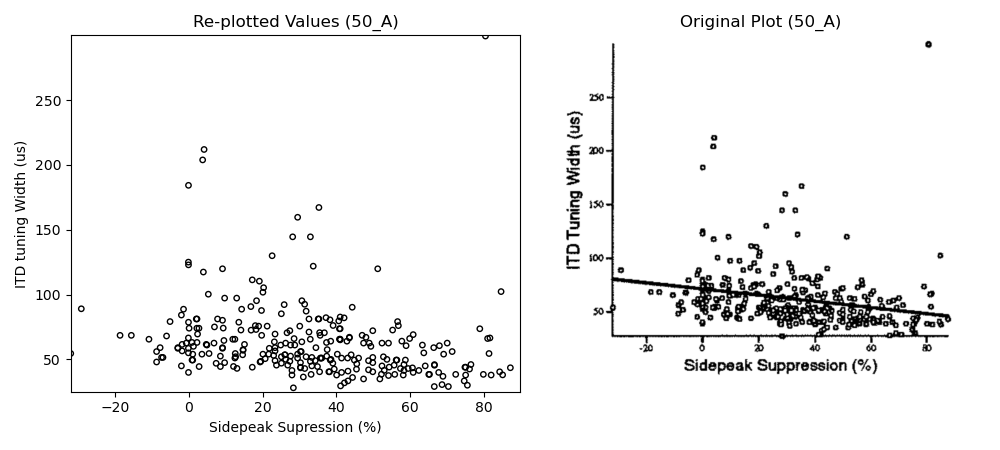 Re-plotted Values (50_A)
250
200
150
100
50
ITD tuning Width (us)
−20 0 20 40 60 80
Sidepeak Supression (%)
Original Plot (50_A)
250
200
150
100
50
ITD Tuning Width (us)
-20 0 20 40 60 80
Sidepeak Suppression (%)